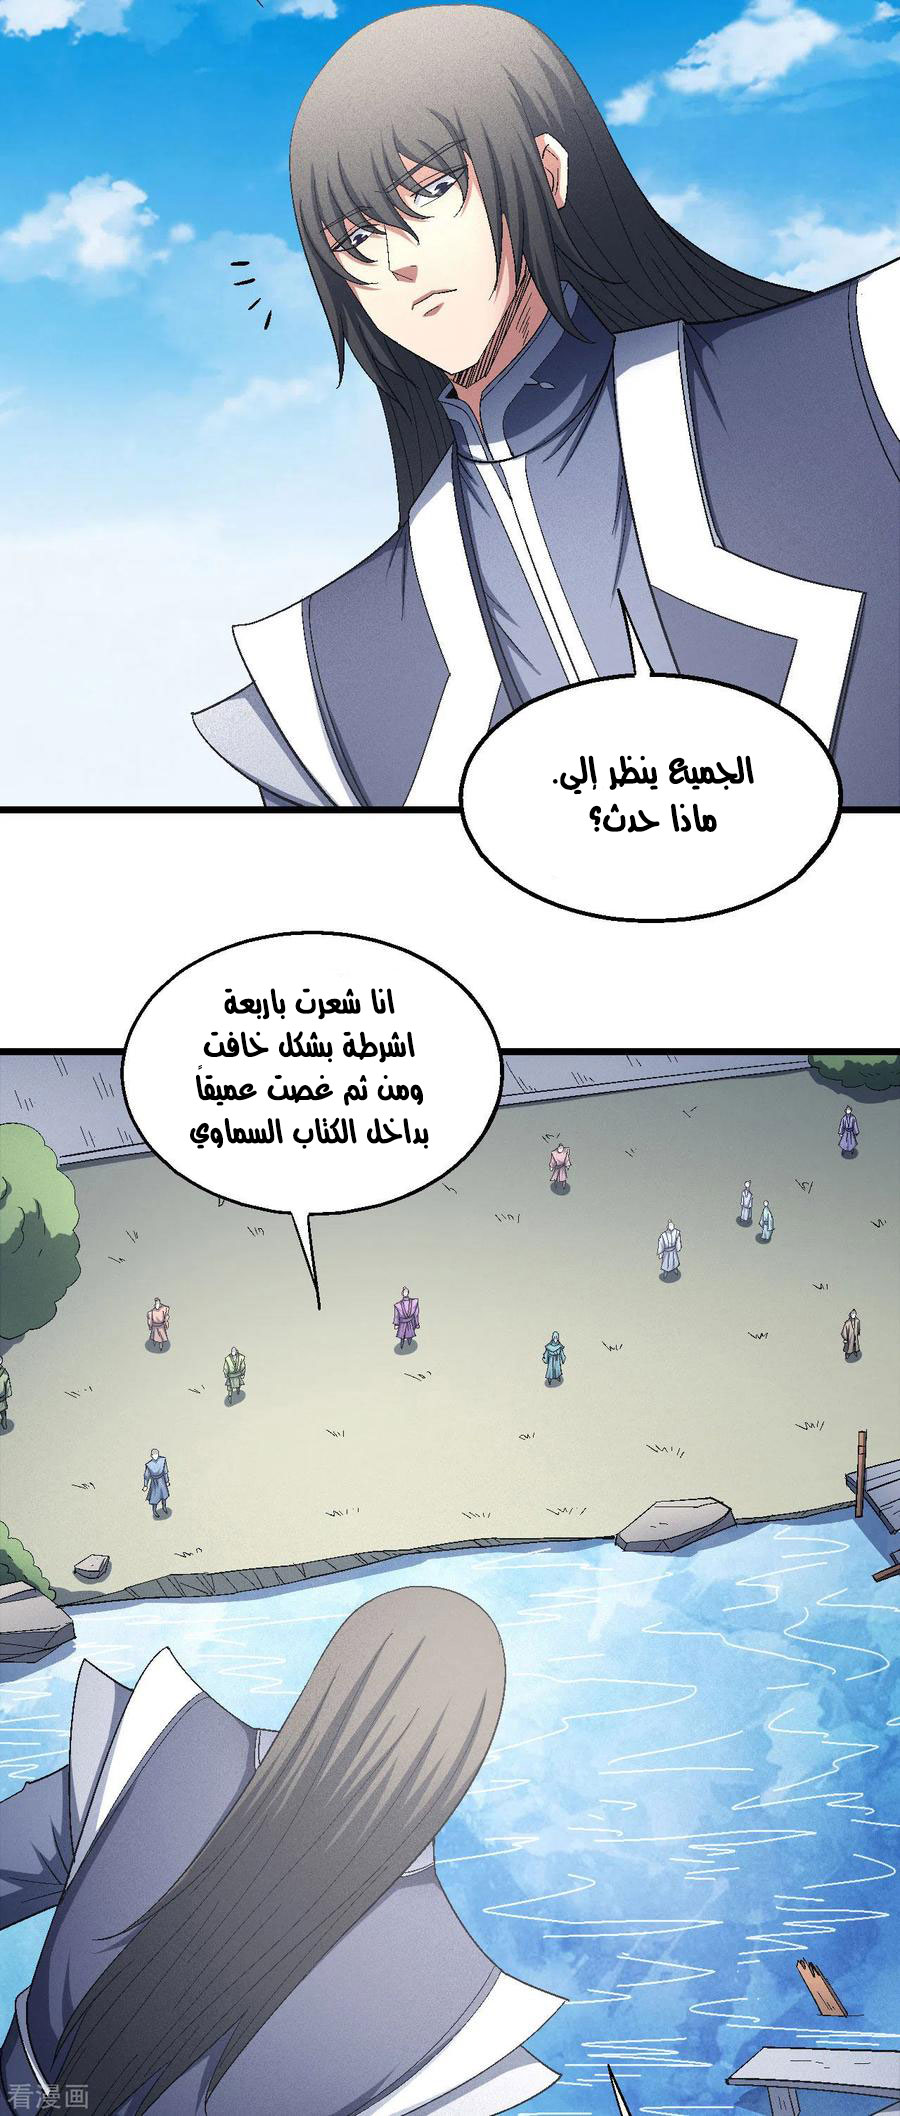 الجميع ينظر إلي.
ماذا حدث؟
انا شعرت باربعة
اشرطة بشكل خافت
ومن ثم غصت عميقاً
بداخل الكتاب السماوي
看漫画